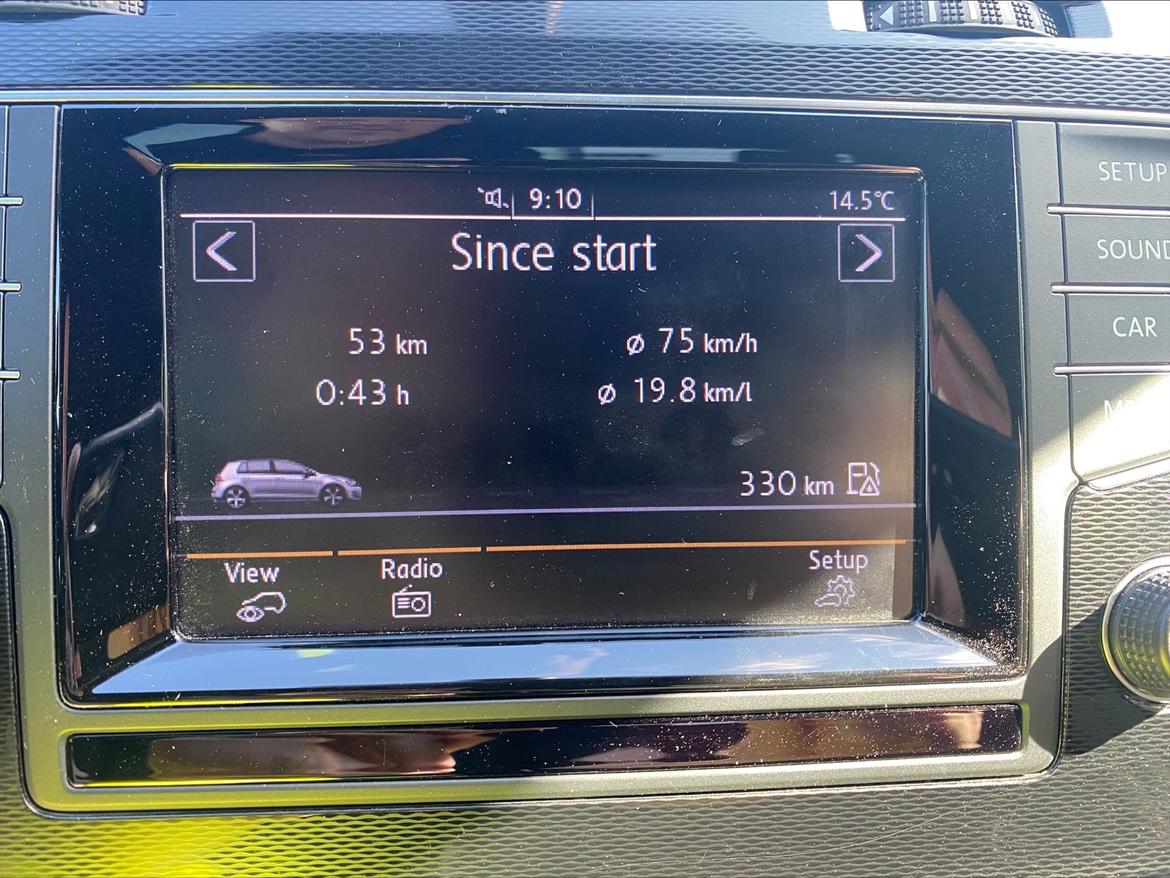 9:10 14.5°C
Since start
53 km ø 75 km/h
0:43 h ø 19.8 km/l
330 km
View Radio Setup
SETUP
SOUND
CAR